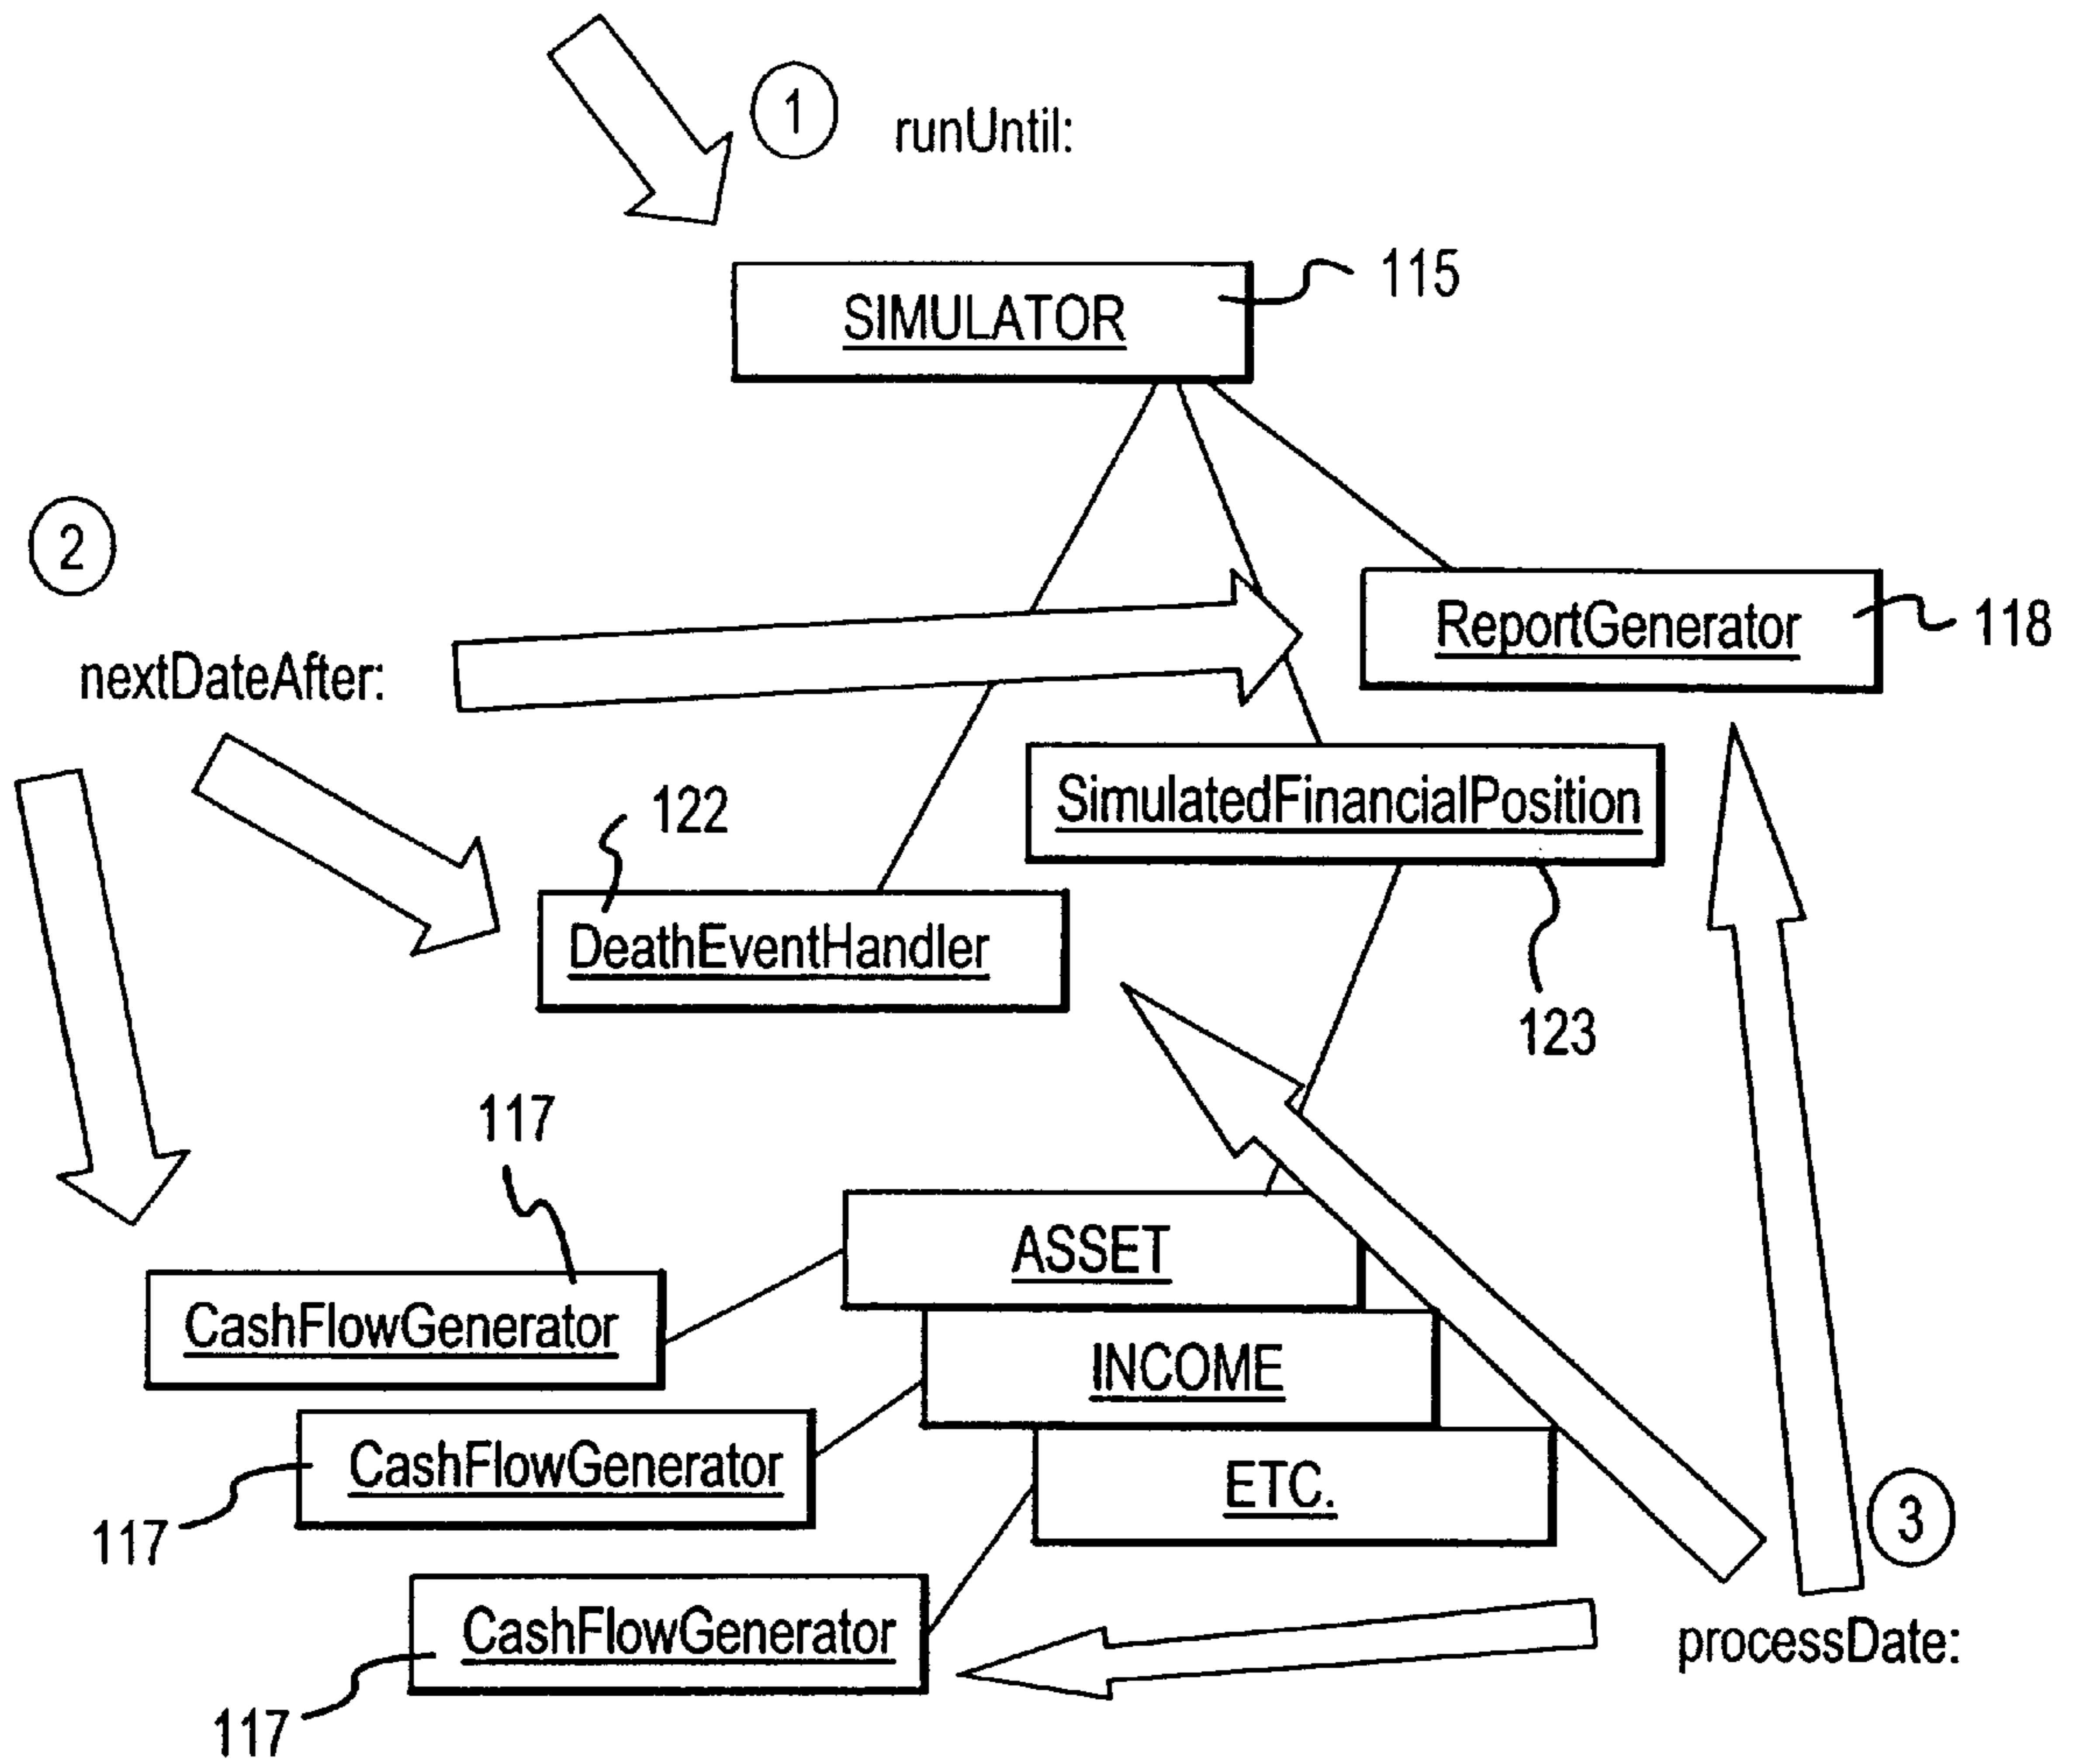 1
runUntil:
SIMULATOR
115
2
nextDateAfter:
ReportGenerator
118
SimulatedFinancialPosition
122
DeathEventHandler
123
117
ASSET
CashFlowGenerator
INCOME
CashFlowGenerator
ETC.
117
3
CashFlowGenerator
processDate:
117